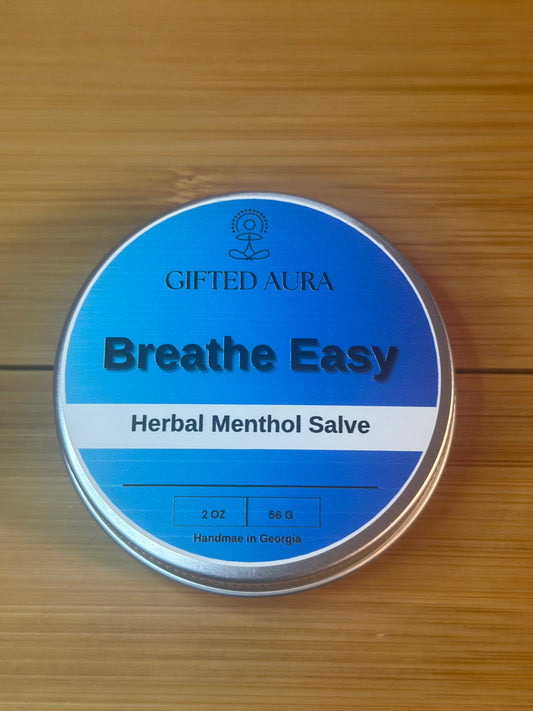 GIFTED AURA
Breathe Easy
Herbal Menthol Salve
2 OZ 56 G
Handmae in Georgia